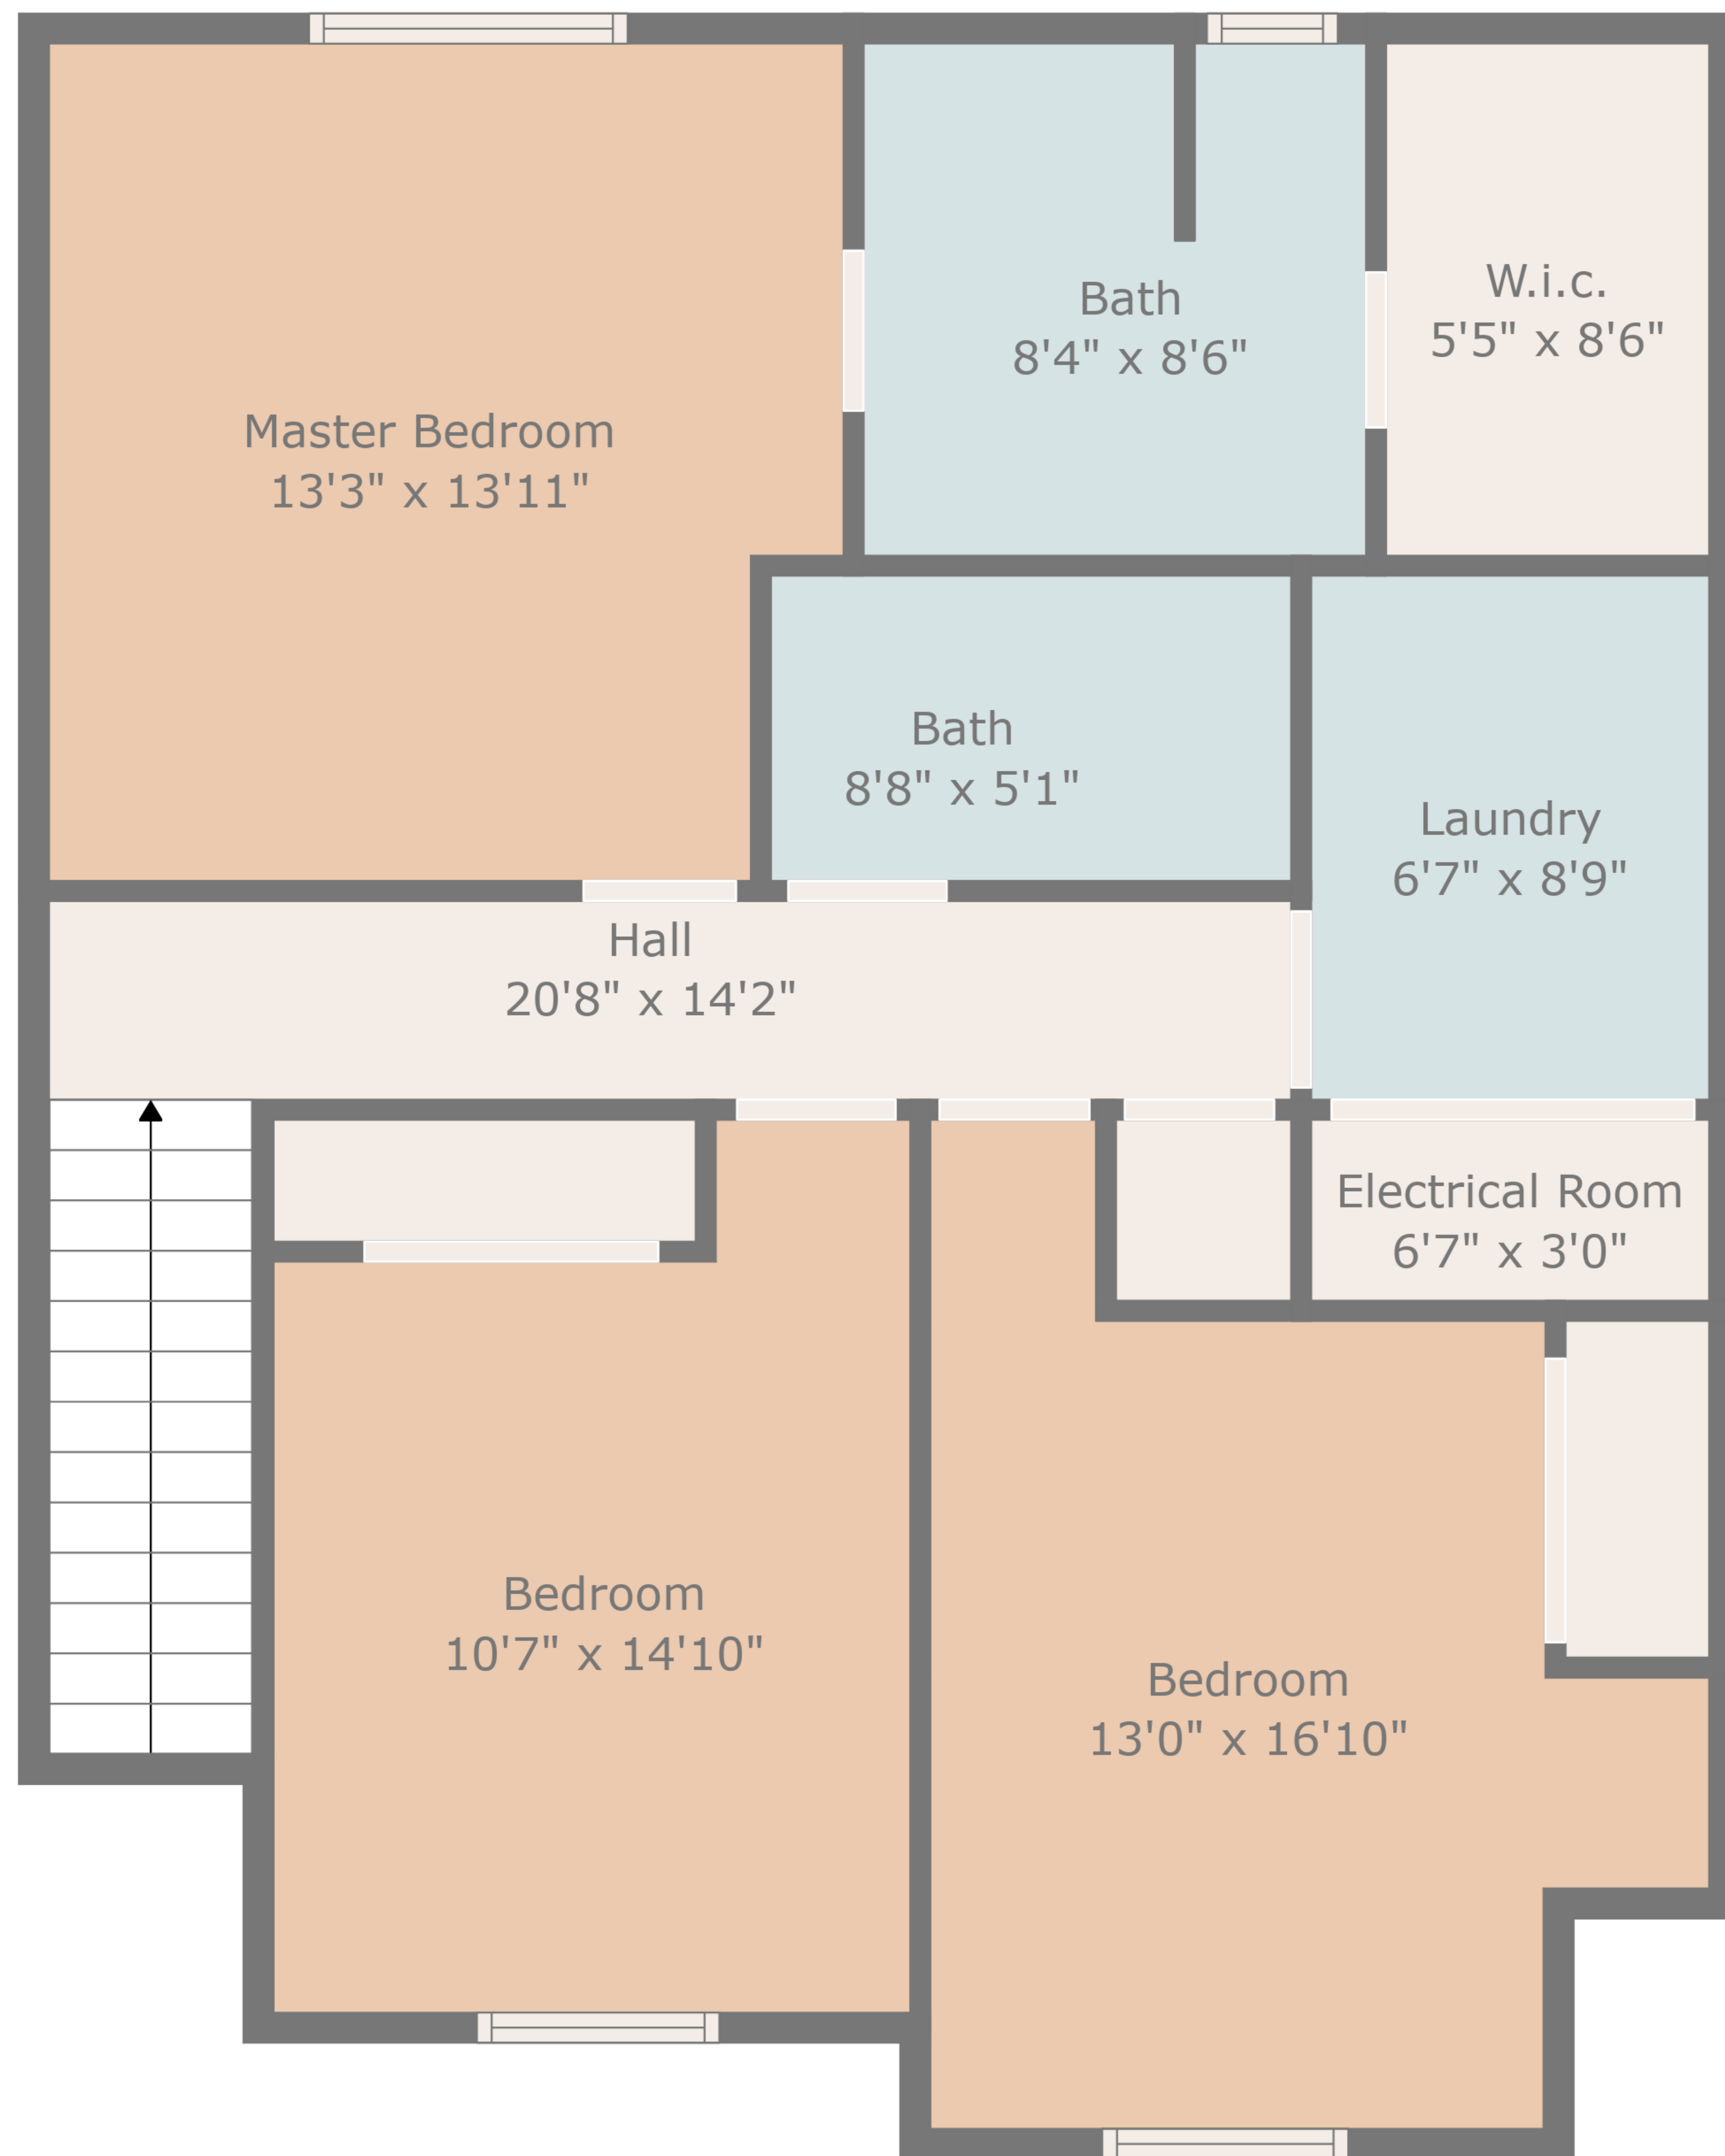 W.i.c.
5'5" x 8'6"
Bath
8'4" x 8'6"
Master Bedroom
13'3" x 13'11"
Bath
8'8" x 5'1"
Laundry
6'7" x 8'9"
Hall
20'8" x 14'2"
Electrical Room
6'7" x 3'0"
Bedroom
10'7" x 14'10"
Bedroom
13'0" x 16'10"